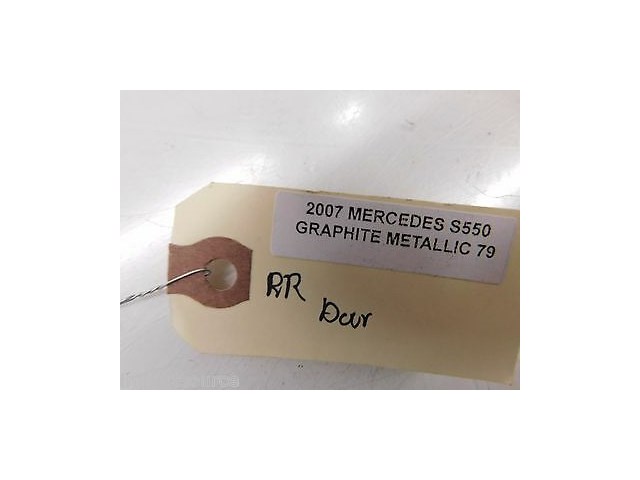 2007 MERCEDES S550
GRAPHITE METALLIC 79
RR
Door